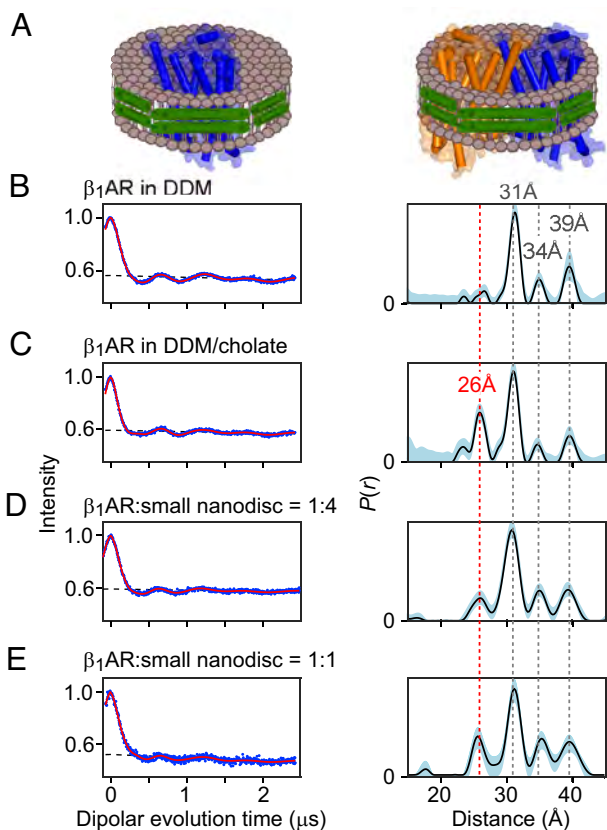 A
B
β₁AR in DDM
1.0
0.6
31Å
34Å
39Å
0
C
β₁AR in DDM/cholate
1.0
0.6
26Å
0
D
β₁AR:small nanodisc = 1:4
1.0
0.6
0
E
β₁AR:small nanodisc = 1:1
1.0
0.6
0
Intensity
P(r)
0 1 2
Dipolar evolution time (μs)
20 30 40
Distance (Å)